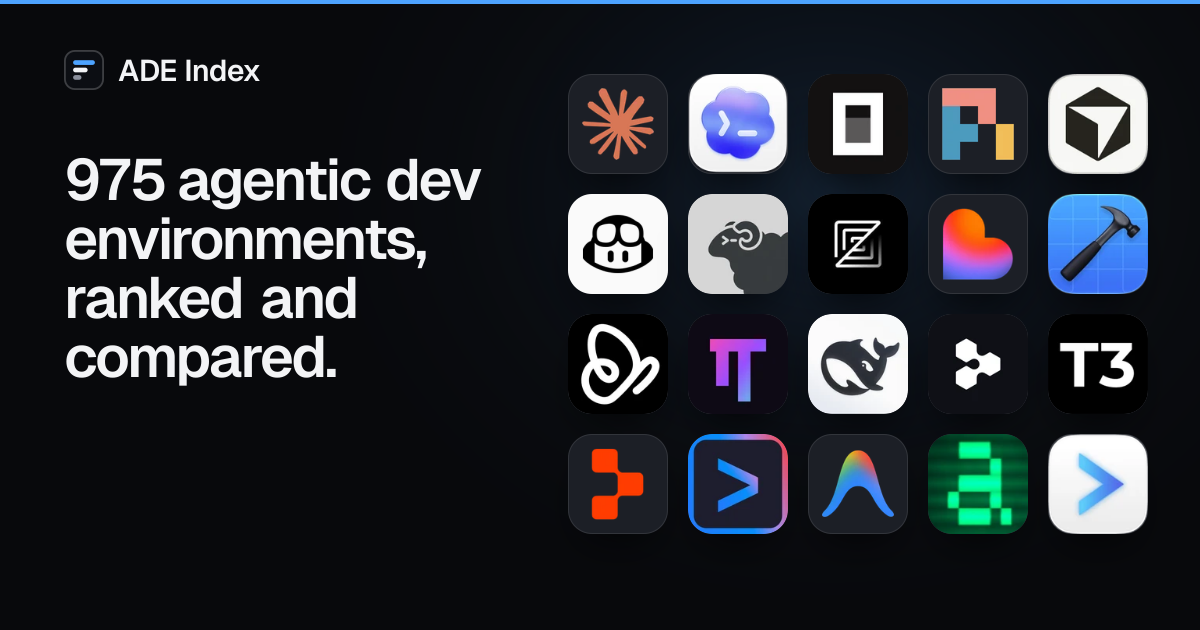 ADE Index
975 agentic dev
environments,
ranked and
compared.
T3
a